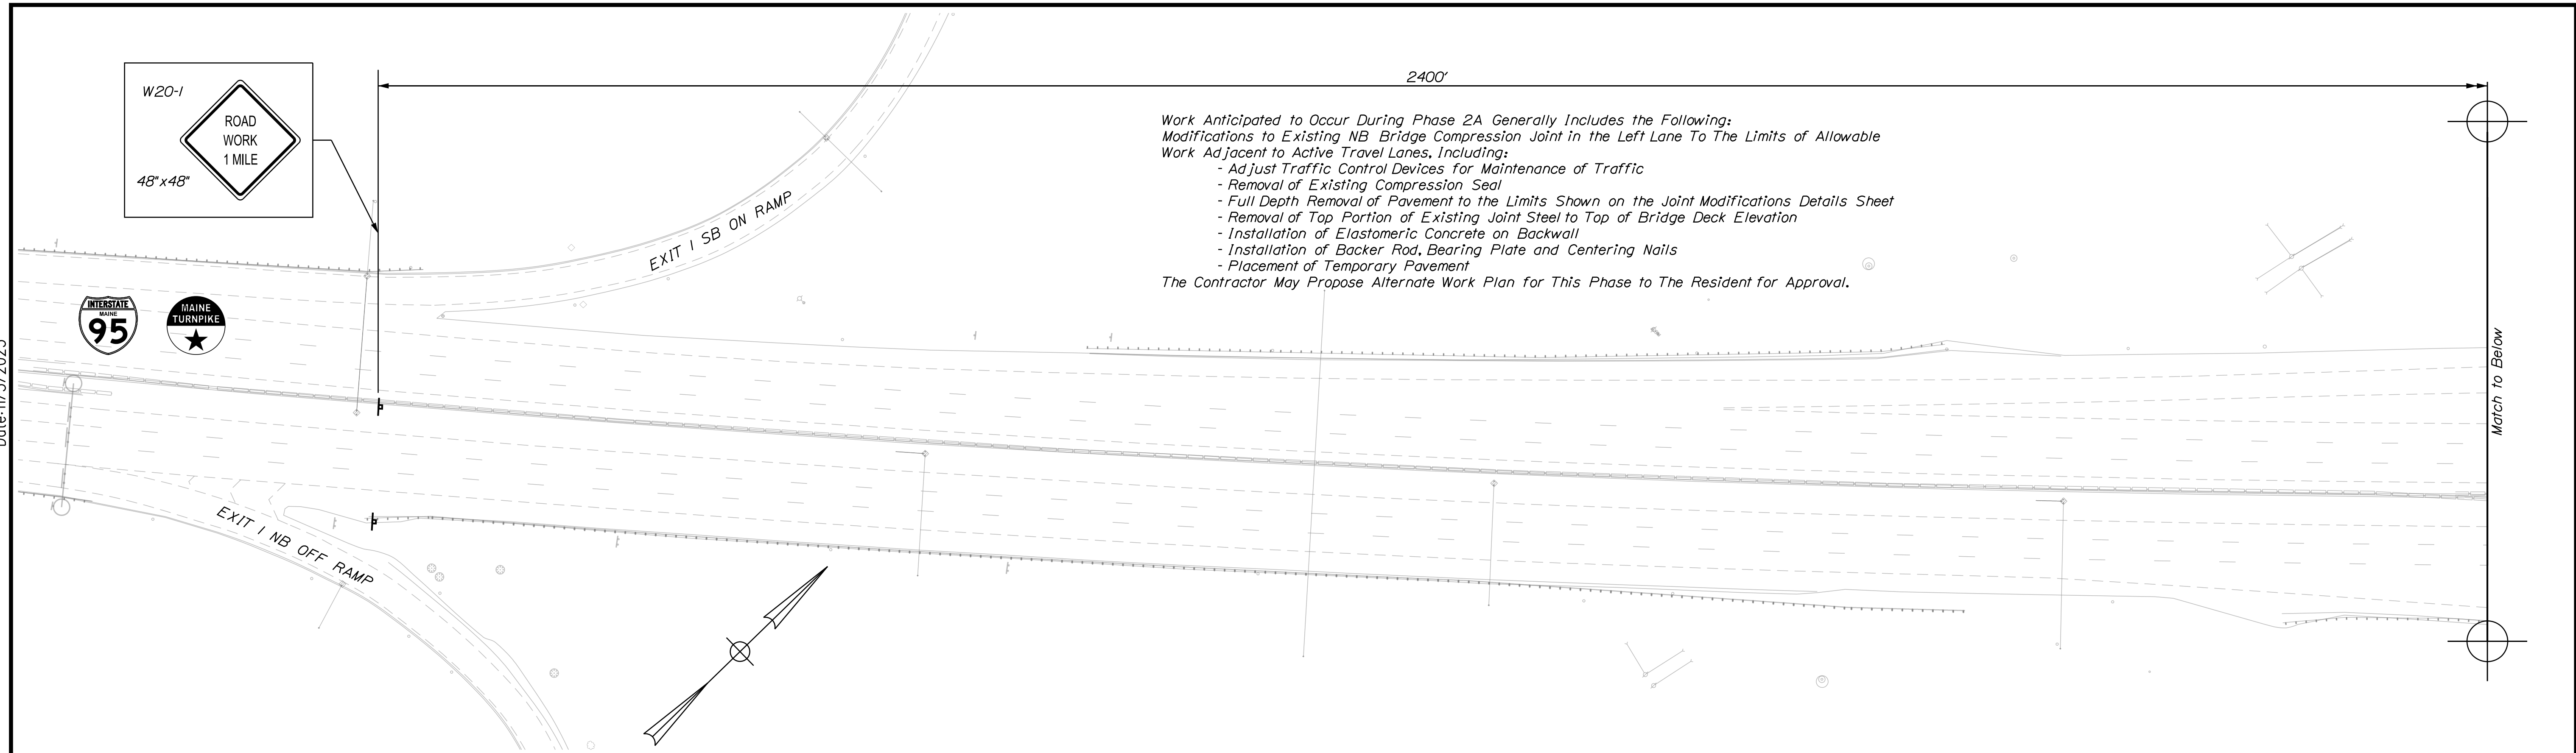 2400'
W20-1
ROAD
WORK
1 MILE
48"x48"
Work Anticipated to Occur During Phase 2A Generally Includes the Following:
Modifications to Existing NB Bridge Compression Joint in the Left Lane To The Limits of Allowable
Work Adjacent to Active Travel Lanes, Including:
- Adjust Traffic Control Devices for Maintenance of Traffic
- Removal of Existing Compression Seal
- Full Depth Removal of Pavement to the Limits Shown on the Joint Modifications Details Sheet
- Removal of Top Portion of Existing Joint Steel to Top of Bridge Deck Elevation
- Installation of Elastomeric Concrete on Backwall
- Installation of Backer Rod, Bearing Plate and Centering Nails
- Placement of Temporary Pavement
The Contractor May Propose Alternate Work Plan for This Phase to The Resident for Approval.
EXIT 1 SB ON RAMP
INTERSTATE
MAINE
95
MAINE
TURNPIKE
Match to Below
EXIT 1 NB OFF RAMP